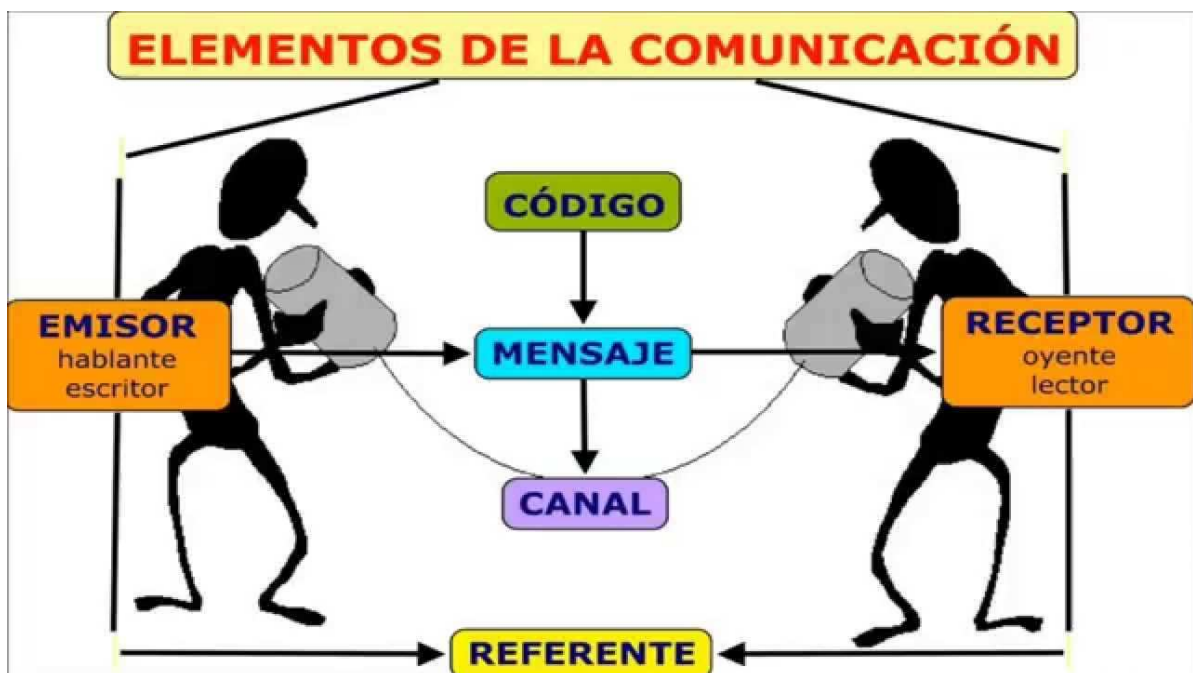 ELEMENTOS DE LA COMUNICACIÓN
CÓDIGO
EMISOR
hablante
escritor
MENSAJE
RECEPTOR
oyente
lector
CANAL
REFERENTE